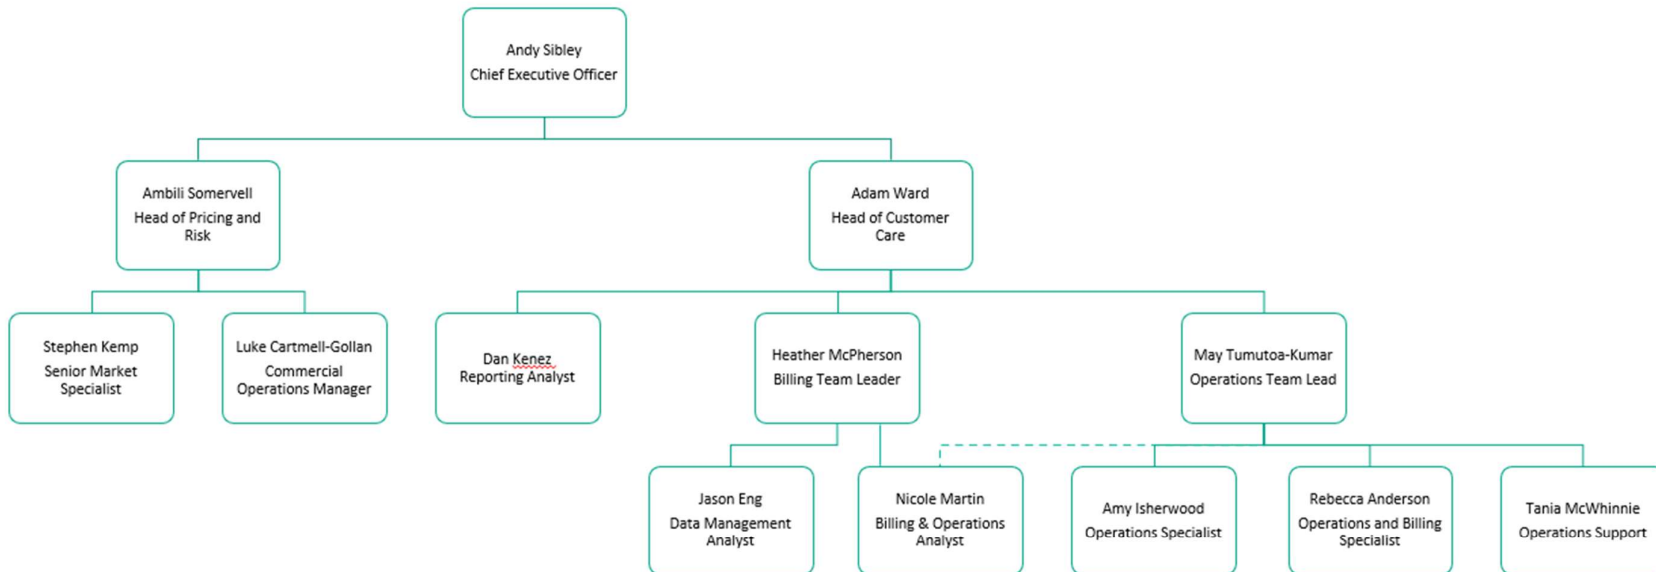 Andy Sibley
Chief Executive Officer
Ambili Somervell
Head of Pricing and
Risk
Adam Ward
Head of Customer
Care
Stephen Kemp
Senior Market
Specialist
Luke Cartmell-Gollan
Commercial
Operations Manager
Dan Kenez
Reporting Analyst
Heather McPherson
Billing Team Leader
May Tumutoa-Kumar
Operations Team Lead
Jason Eng
Data Management
Analyst
Nicole Martin
Billing & Operations
Analyst
Amy Isherwood
Operations Specialist
Rebecca Anderson
Operations and Billing
Specialist
Tania McWhinnie
Operations Support